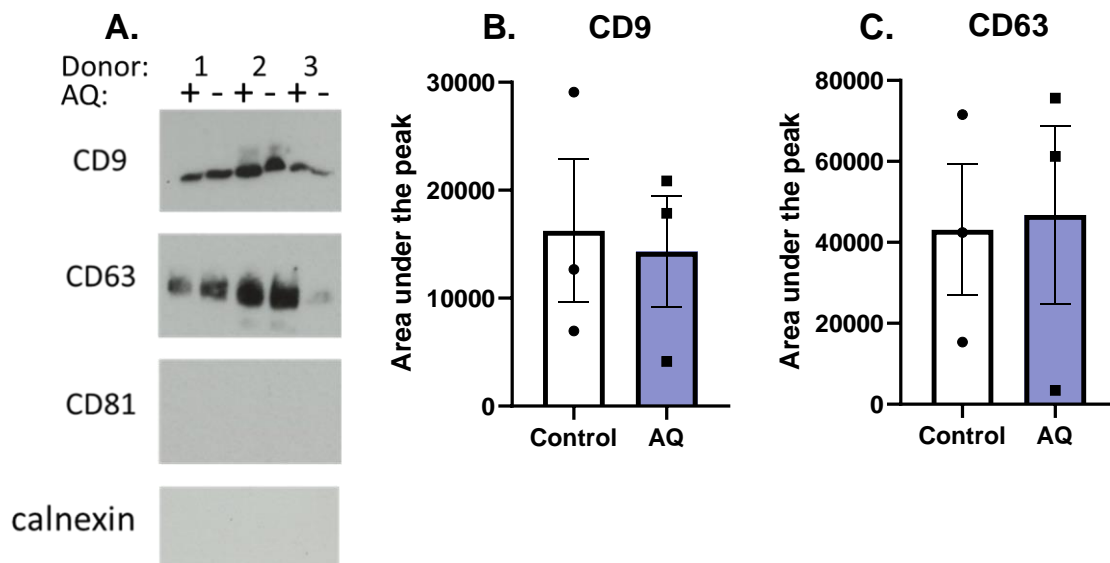 A.
Donor: 1 2 3
AQ: + - + - + -
CD9
CD63
CD81
calnexin
B. CD9
Area under the peak
30000
20000
10000
0
Control AQ
C. CD63
Area under the peak
80000
60000
40000
20000
0
Control AQ